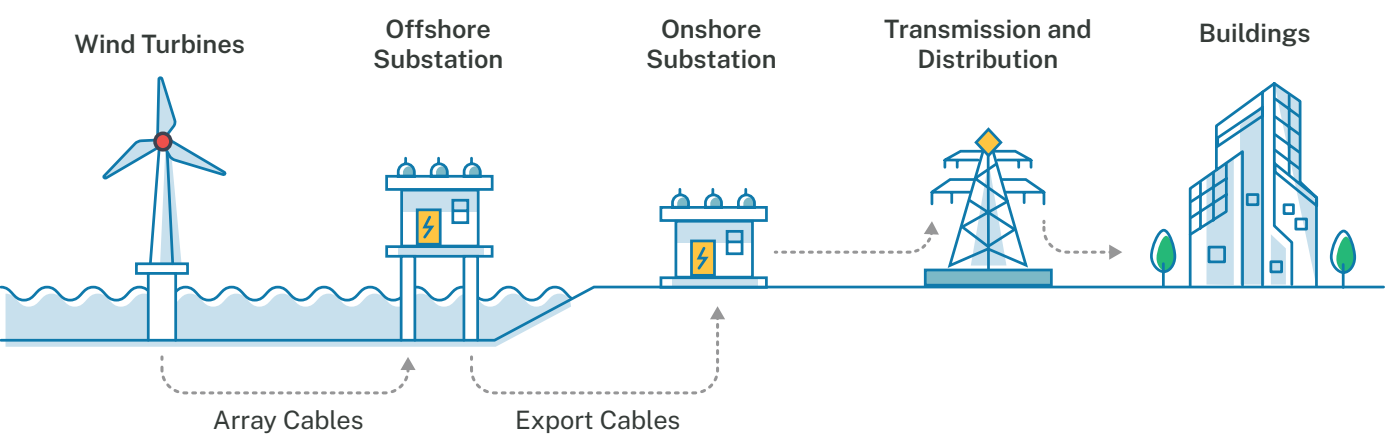 Wind Turbines
Offshore
Substation
Onshore
Substation
Transmission and
Distribution
Buildings
Array Cables
Export Cables